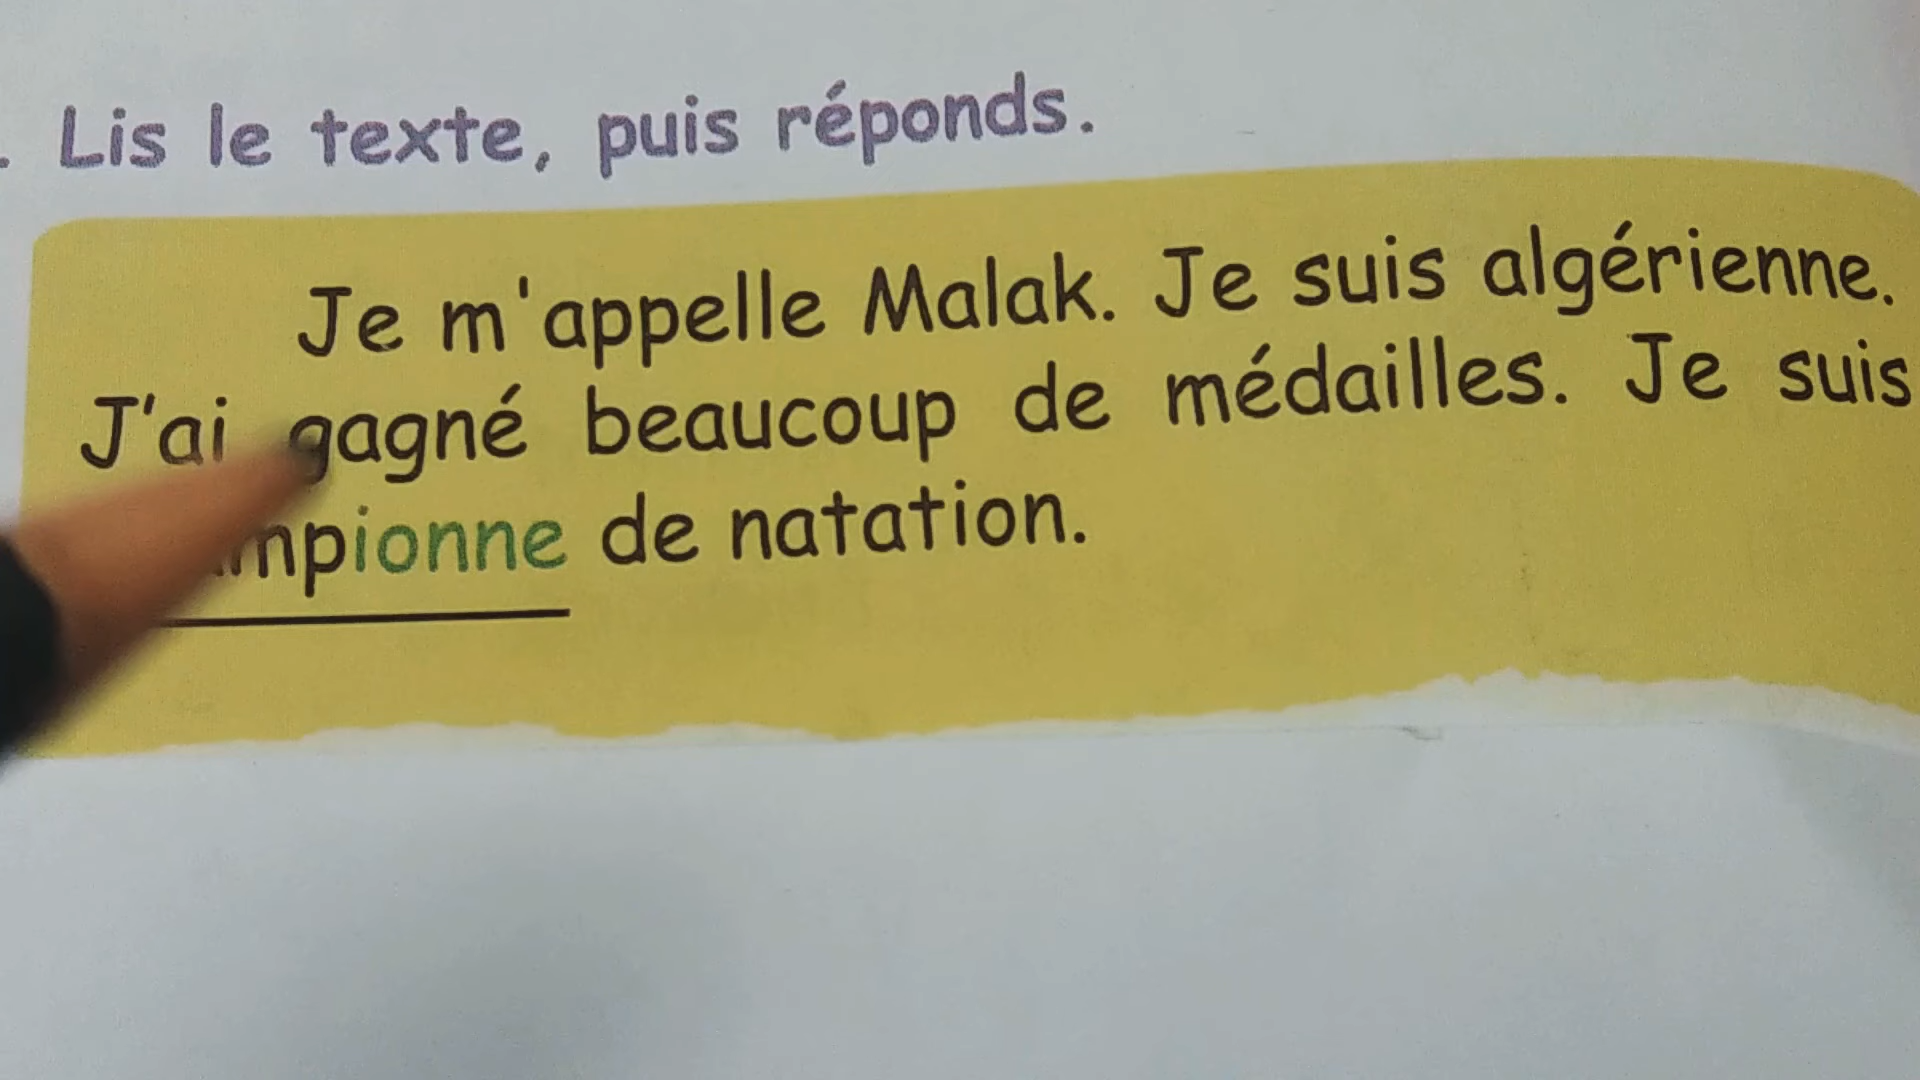 . Lis le texte, puis réponds.
Je m'appelle Malak. Je suis algérienne.
J'ai gagné beaucoup de médailles. Je suis
de natation.